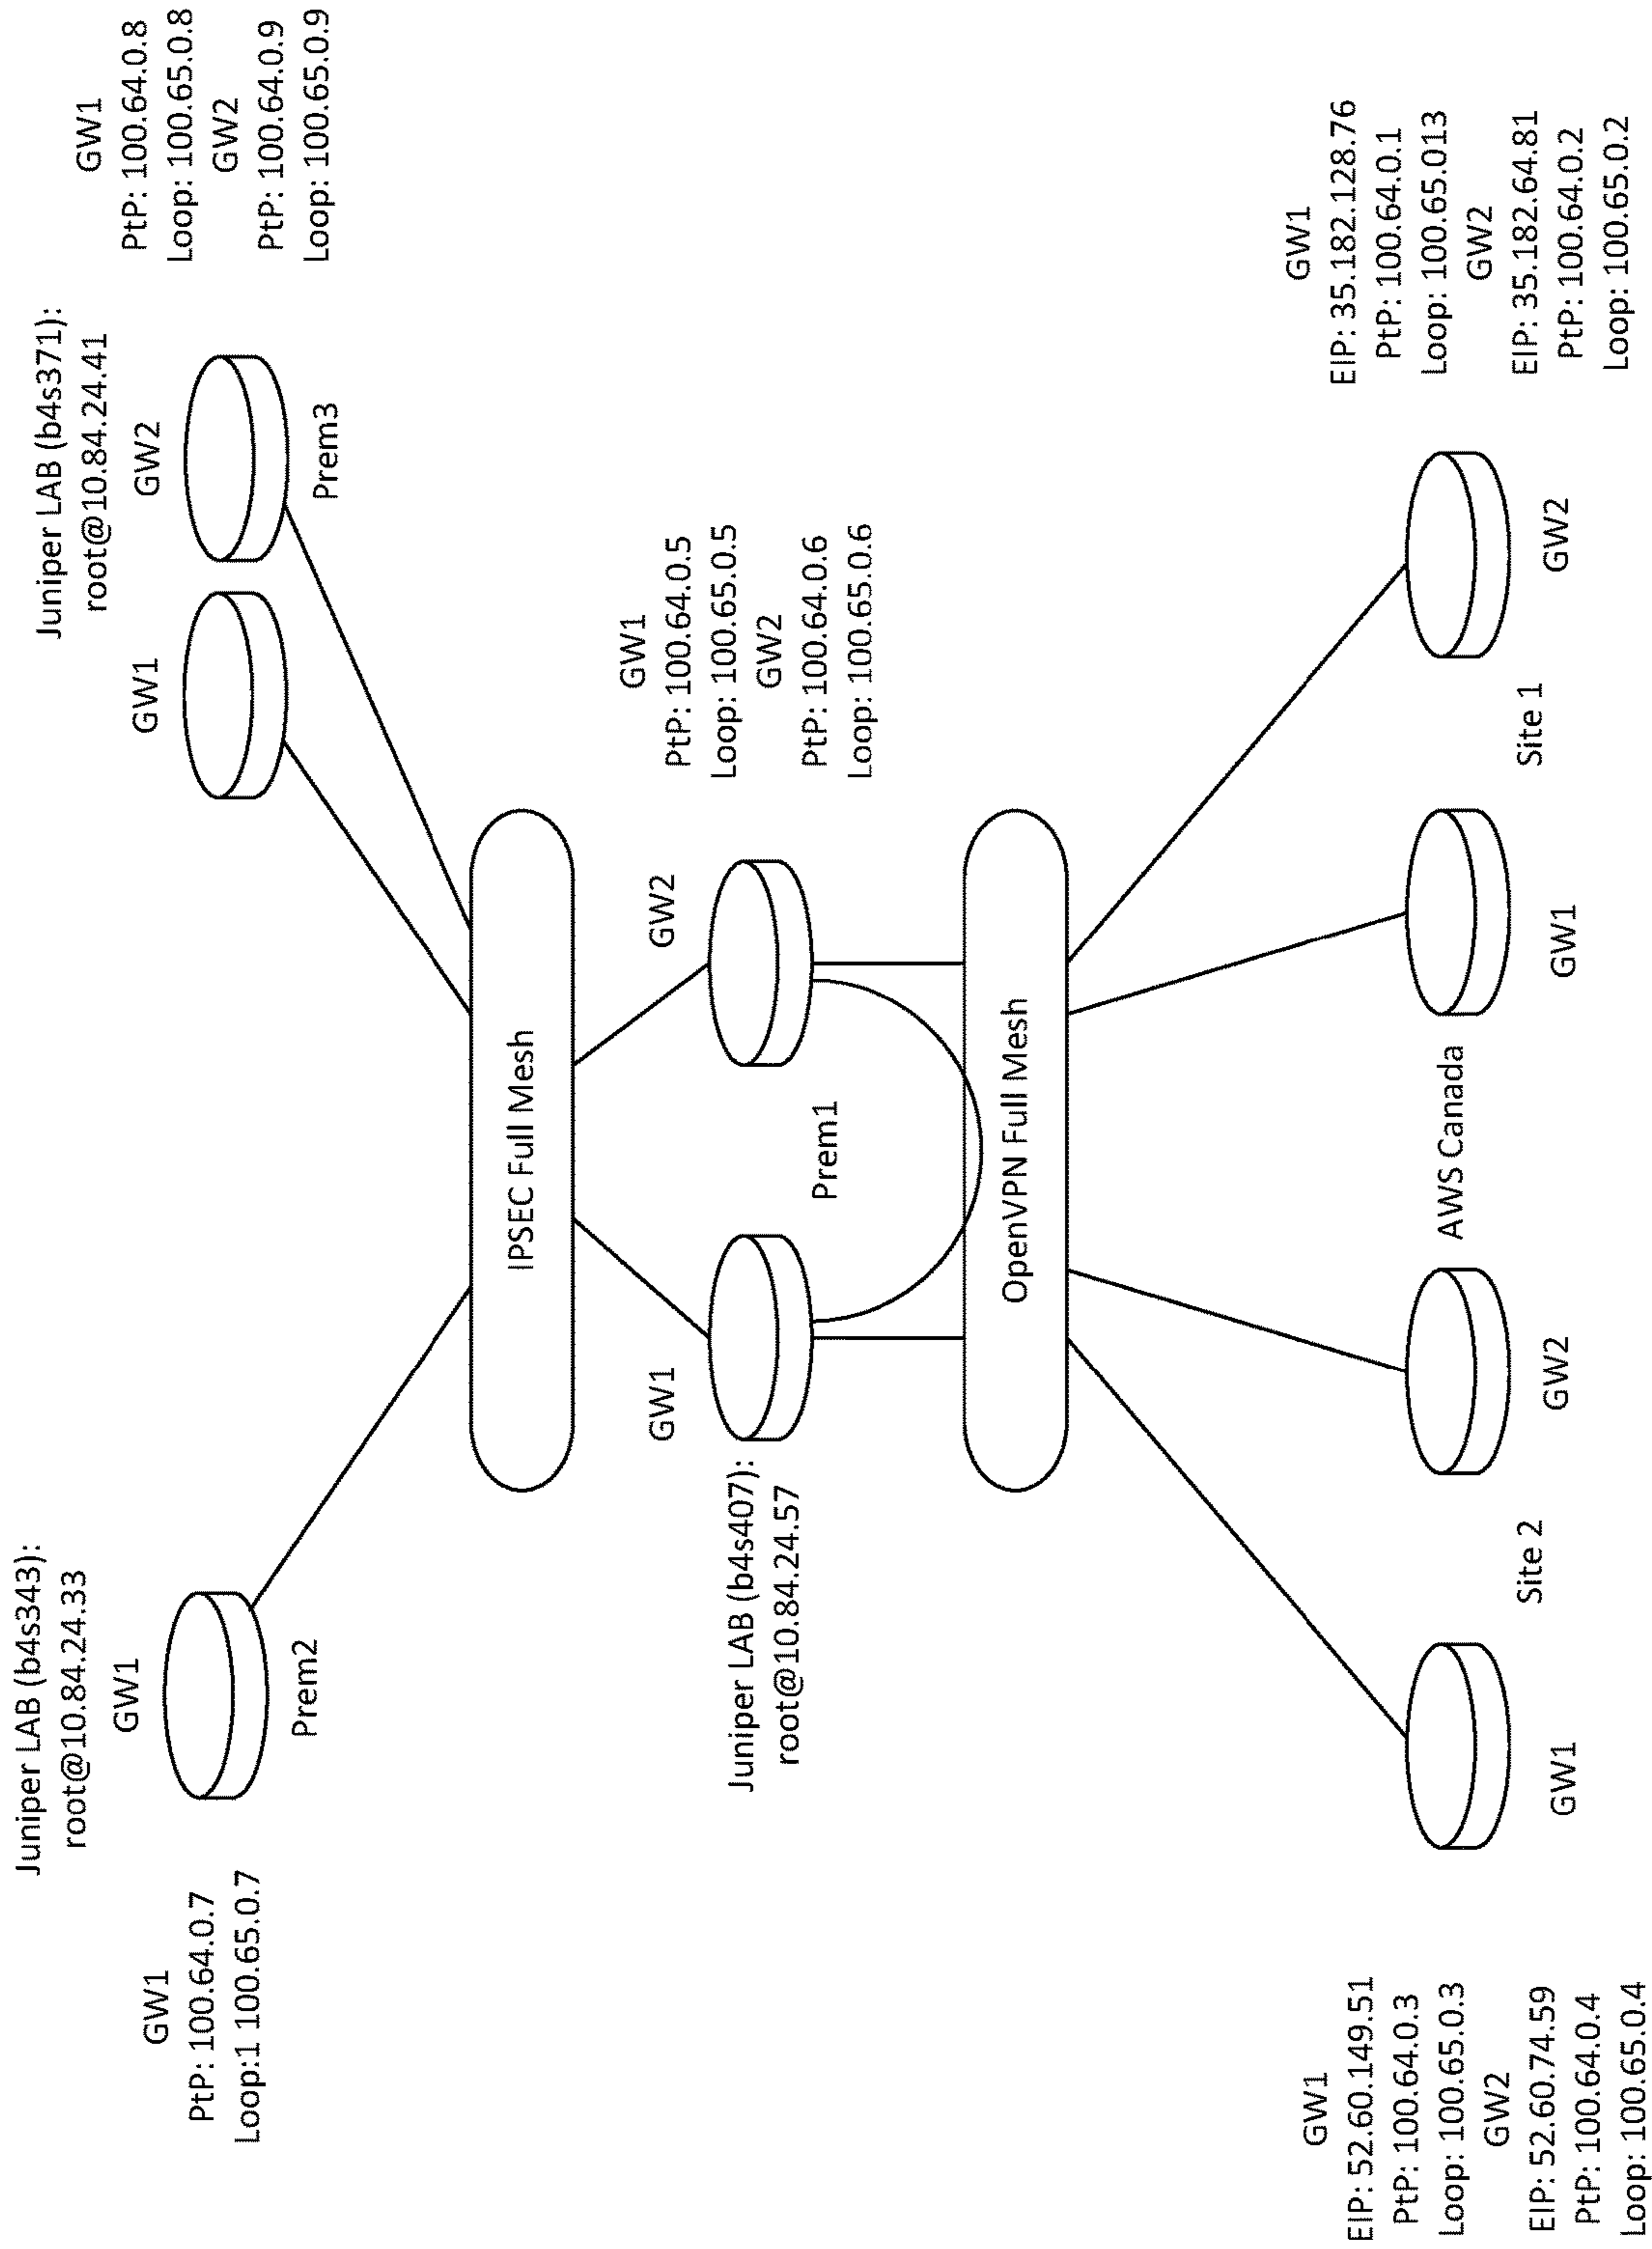 Juniper LAB (b4s343):
root@10.84.24.33
GW1
Prem2
GW1
PtP: 100.64.0.7
Loop:1 100.65.0.7
Juniper LAB (b4s371):
root@10.84.24.41
GW1
GW2
Prem3
GW1
PtP: 100.64.0.8
Loop: 100.65.0.8
GW2
PtP: 100.64.0.9
Loop: 100.65.0.9
IPSEC Full Mesh
GW1
GW2
Prem1
Juniper LAB (b4s407):
root@10.84.24.57
GW1
PtP: 100.64.0.5
Loop: 100.65.0.5
GW2
PtP: 100.64.0.6
Loop: 100.65.0.6
OpenVPN Full Mesh
GW1
EIP: 52.60.149.51
PtP: 100.64.0.3
Loop: 100.65.0.3
GW2
EIP: 52.60.74.59
PtP: 100.64.0.4
Loop: 100.65.0.4
GW1
Site 2
GW2
AWS Canada
GW1
Site 1
GW2
GW1
EIP: 35.182.128.76
PtP: 100.64.0.1
Loop: 100.65.013
GW2
EIP: 35.182.64.81
PtP: 100.64.0.2
Loop: 100.65.0.2